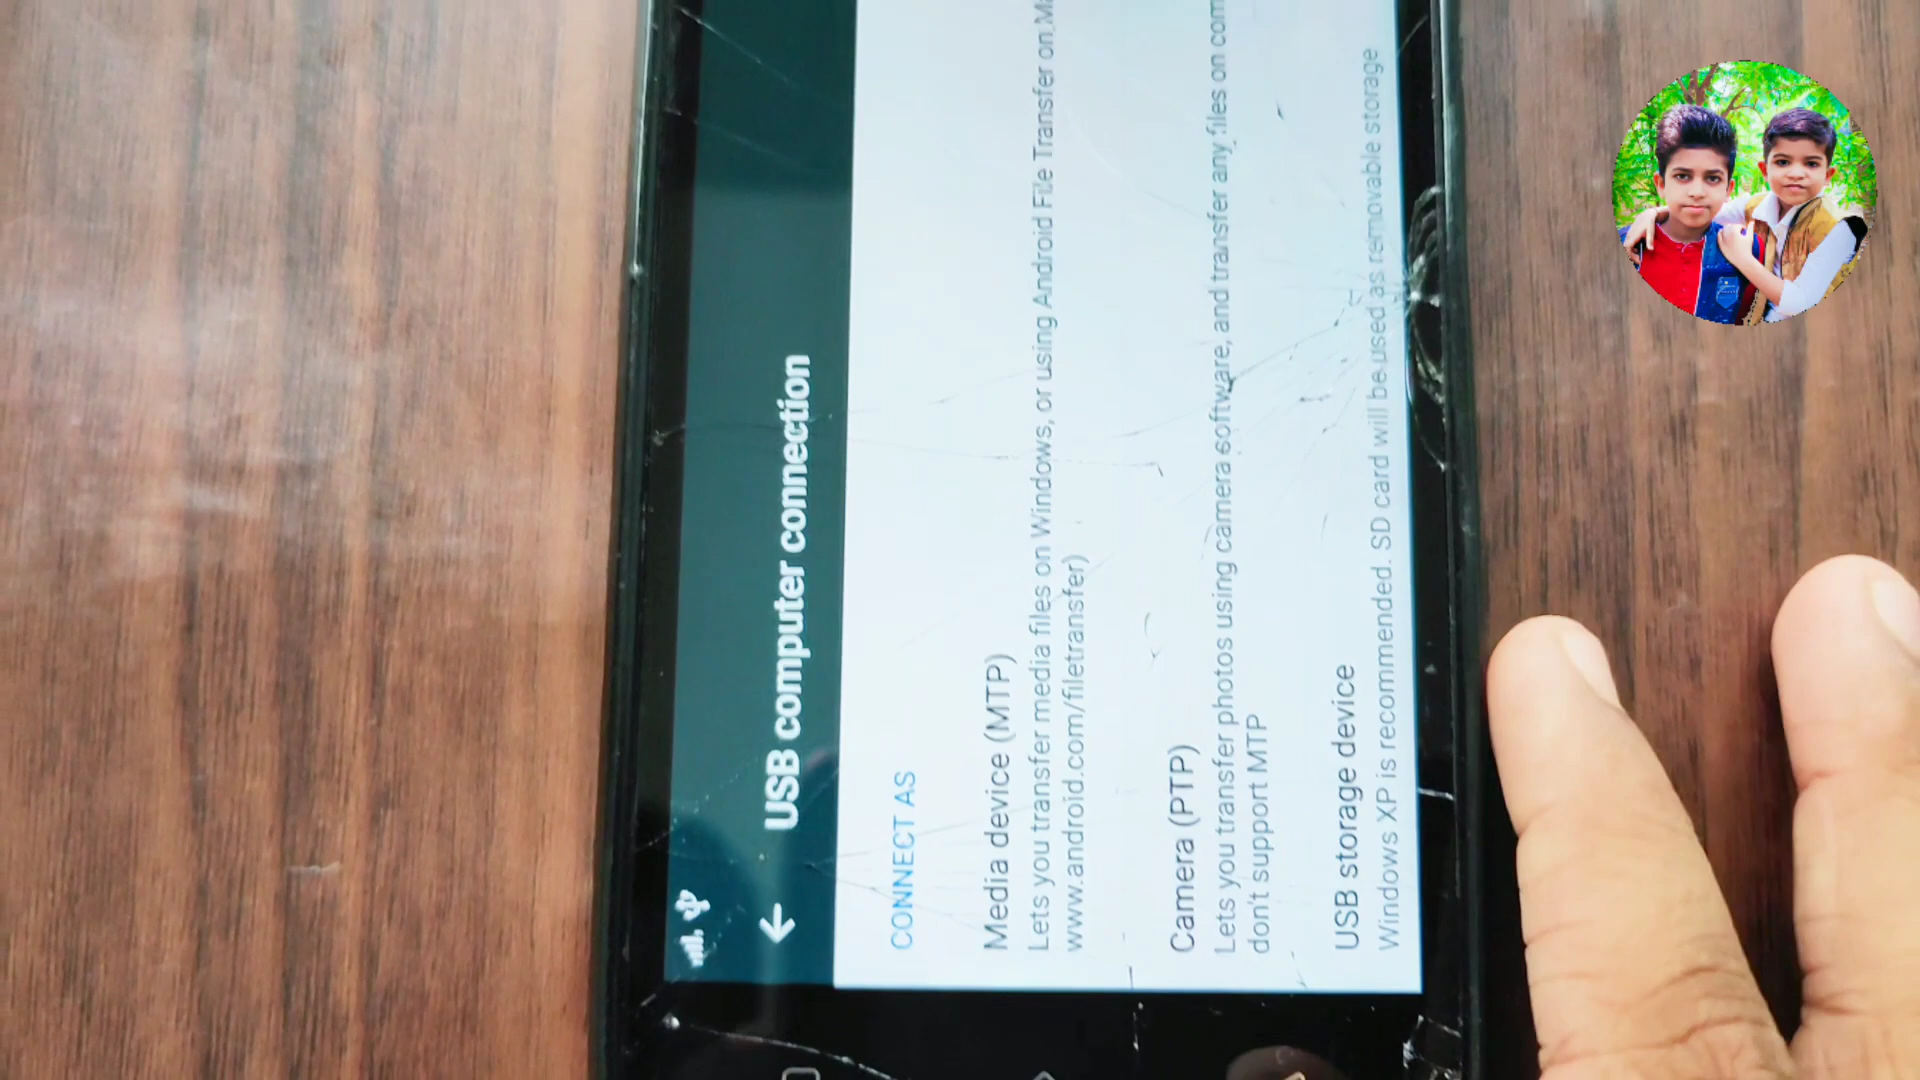 USB computer connection
CONNECT AS
Media device (MTP)
Lets you transfer media files on Windows, or using Android File Transfer on
www.android.com/filetransfer)
Camera (PTP)
Lets you transfer photos using camera software, and transfer any files on
don't support MTP
USB storage device
Windows XP is recommended. SD card will be used as removable storage